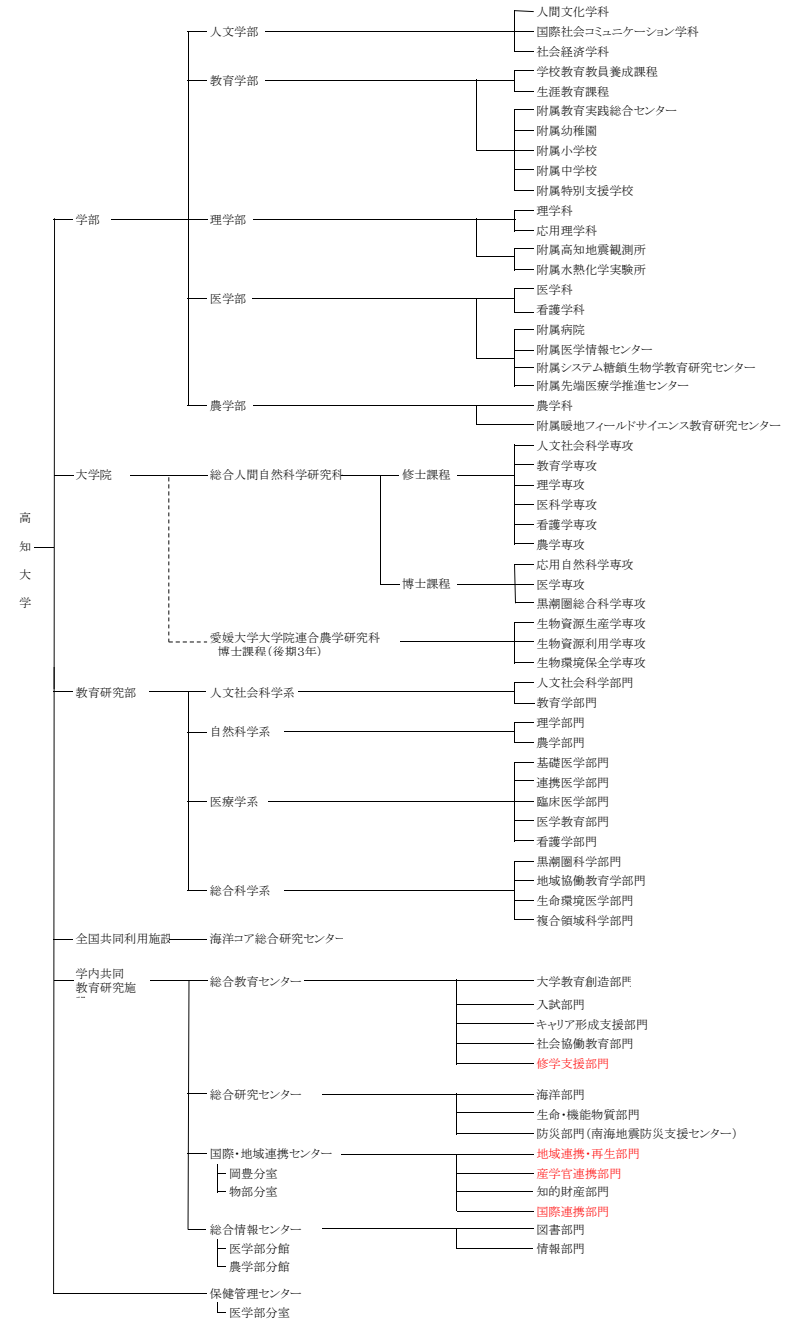 人文学部
人間文化学科
国際社会コミュニケーション学科
社会経済学科
教育学部
学校教育教員養成課程
生涯教育課程
附属教育実践総合センター
附属幼稚園
附属小学校
附属中学校
附属特別支援学校
学部
理学部
理学科
応用理学科
附属高知地震観測所
附属水熱化学実験所
医学部
医学科
看護学科
附属病院
附属医学情報センター
附属システム糖鎖生物学教育研究センター
附属先端医療学推進センター
農学部
農学科
附属暖地フィールドサイエンス教育研究センター
大学院
総合人間自然科学研究科
修士課程
人文社会科学専攻
教育学専攻
理学専攻
医科学専攻
看護学専攻
農学専攻
高知大学
博士課程
応用自然科学専攻
医学専攻
黒潮圏総合科学専攻
愛媛大学大学院連合農学研究科
博士課程(後期3年)
生物資源生産学専攻
生物資源利用学専攻
生物環境保全学専攻
教育研究部
人文社会科学系
人文社会科学部門
教育学部門
自然科学系
理学部門
農学部門
医療学系
基礎医学部門
連携医学部門
臨床医学部門
医学教育部門
看護学部門
総合科学系
黒潮圏科学部門
地域協働教育学部門
生命環境医学部門
複合領域科学部門
全国共同利用施設
海洋コア総合研究センター
学内共同
教育研究施
総合教育センター
大学教育創造部門
入試部門
キャリア形成支援部門
社会協働教育部門
修学支援部門
総合研究センター
海洋部門
生命・機能物質部門
防災部門(南海地震防災支援センター)
国際・地域連携センター
岡豊分室
物部分室
地域連携・再生部門
産学官連携部門
知的財産部門
国際連携部門
総合情報センター
医学部分館
農学部分館
図書部門
情報部門
保健管理センター
医学部分室